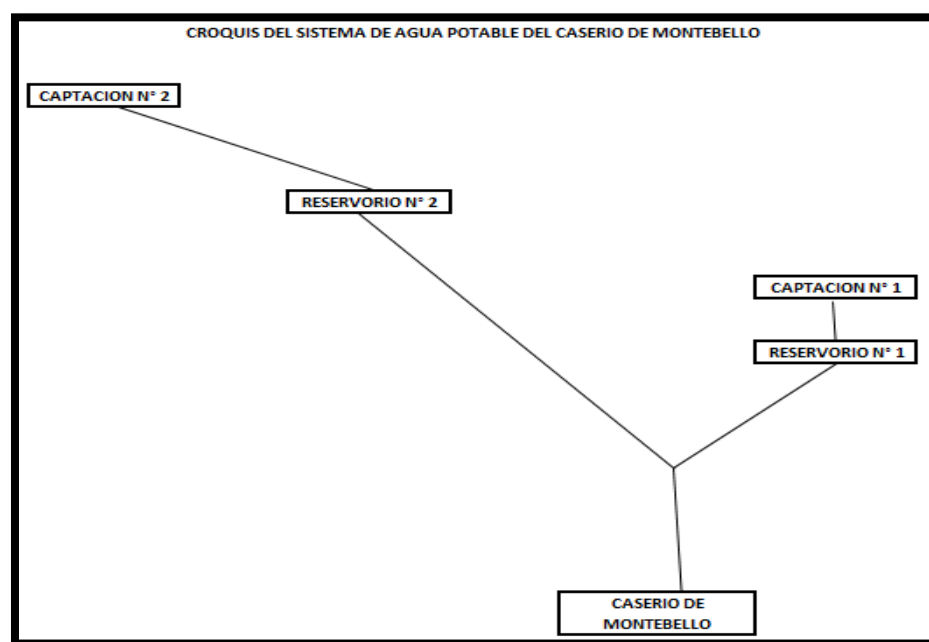 CROQUIS DEL SISTEMA DE AGUA POTABLE DEL CASERIO DE MONTEBELLO
CAPTACION N° 2
RESERVORIO N° 2
CAPTACION N° 1
RESERVORIO N° 1
CASERIO DE
MONTEBELLO